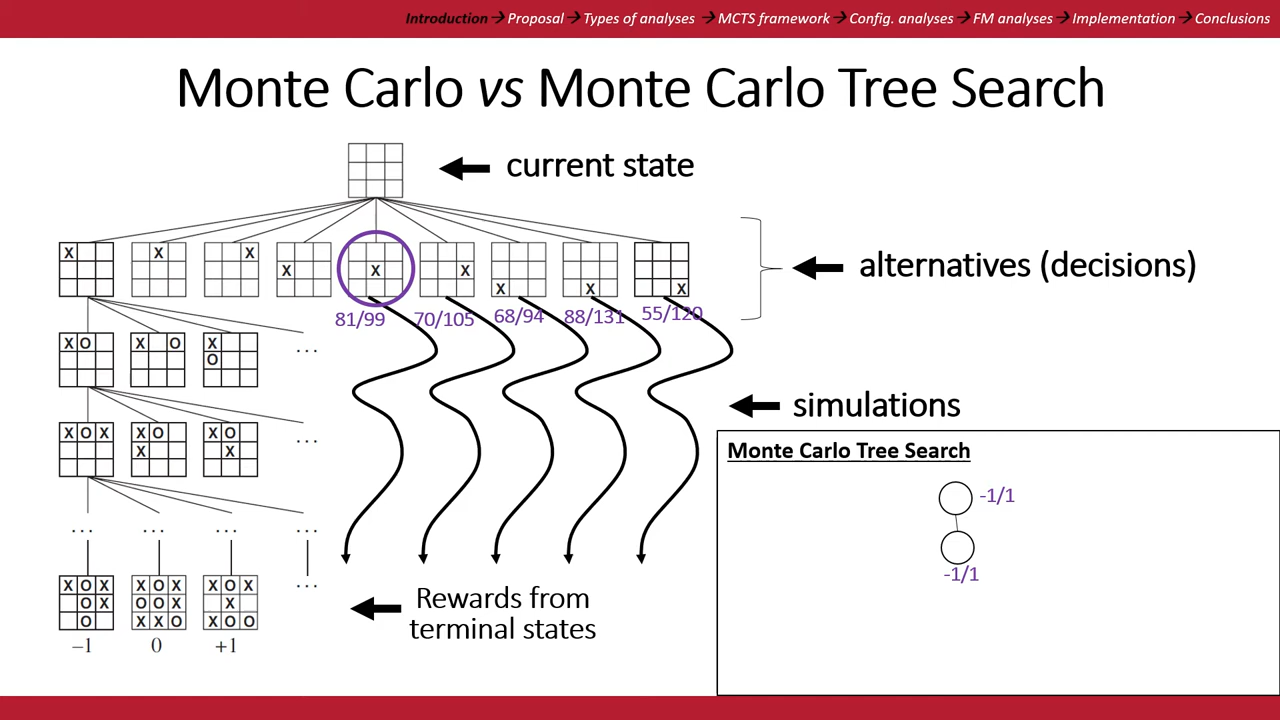 Introduction → Proposal → Types of analyses → MCTS framework → Config. analyses → FM analyses → Implementation → Conclusions
Monte Carlo vs Monte Carlo Tree Search
current state
X X X X X X X X X
alternatives (decisions)
81/99 70/105 68/94 88/131 55/120
X O X O X
O
...
simulations
X O X X O X O
X X
...
Monte Carlo Tree Search
-1/1
-1/1
... ... ... ...
X O X X O X X O X
O X O O X X
O X X O X O O
Rewards from
terminal states
–1 0 +1